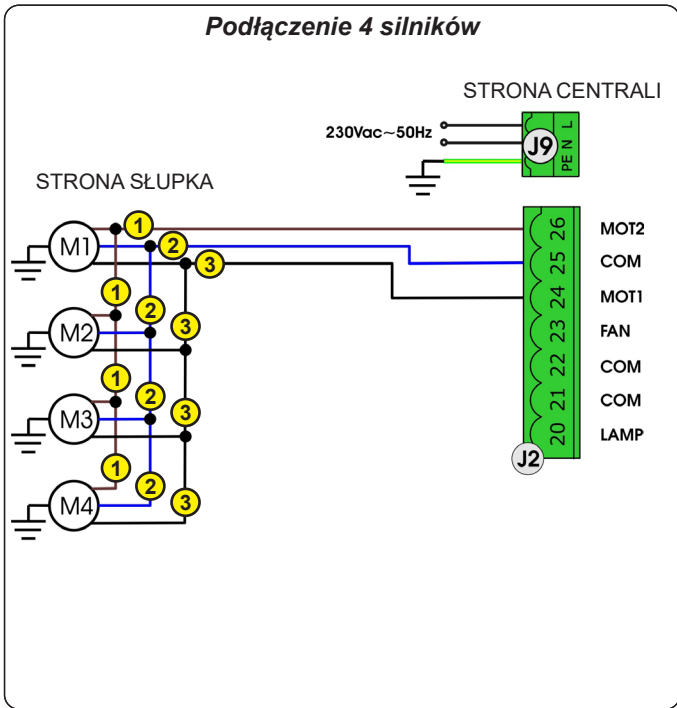 Podłączenie 4 silników
STRONA CENTRALI
230Vac~50Hz
J9
L
N
PE
STRONA SŁUPKA
M1
1
2
3
26 MOT2
25 COM
24 MOT1
1
2
3
M2
23 FAN
22 COM
1
2
3
M3
21 COM
20 LAMP
J2
1
2
3
M4